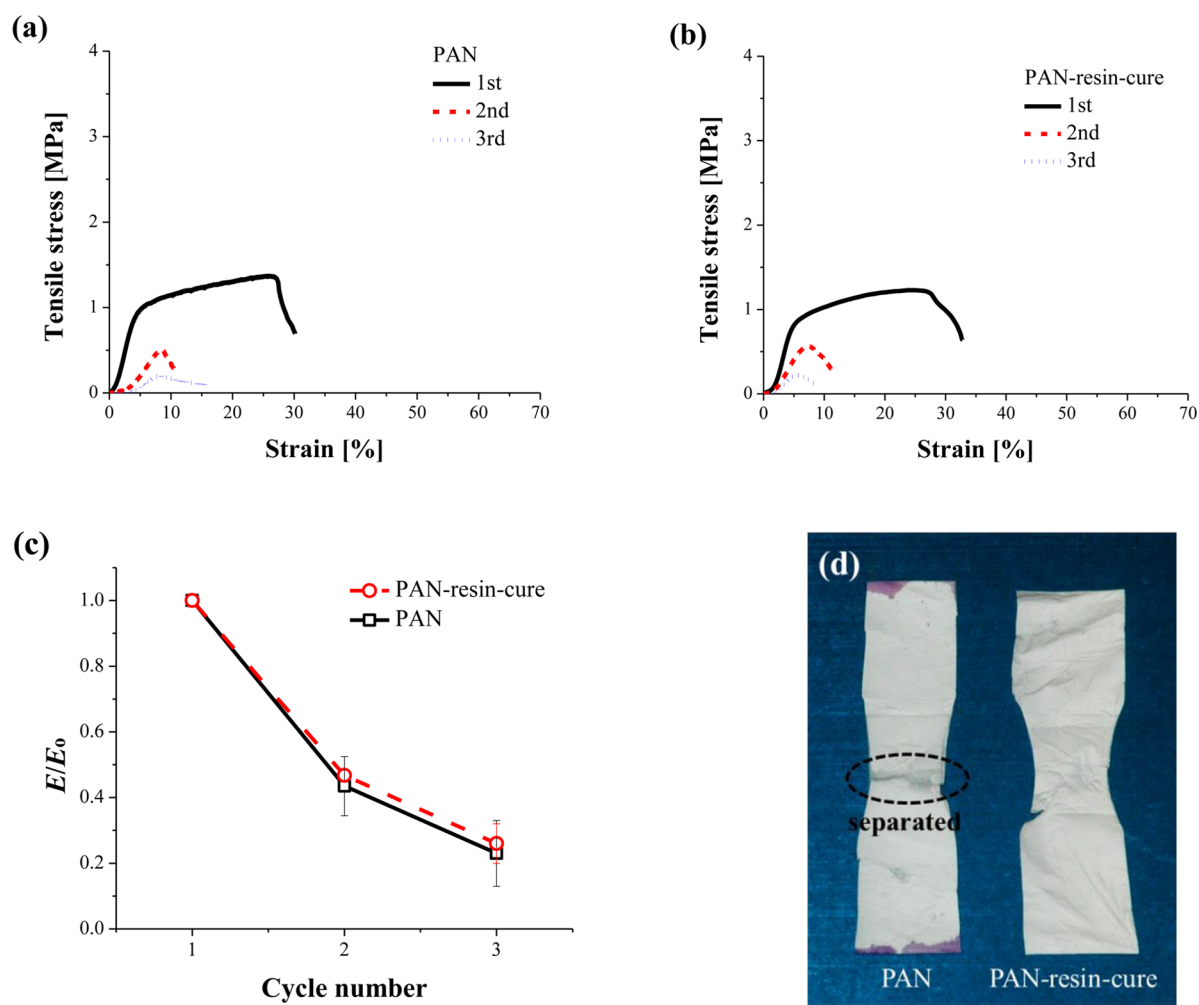 (a)
PAN
1st
2nd
3rd
4
3
2
1
0
Tensile stress [MPa]
0 10 20 30 40 50 60 70
Strain [%]
(b)
PAN-resin-cure
1st
2nd
3rd
4
3
2
1
0
Tensile stress [MPa]
0 10 20 30 40 50 60 70
Strain [%]
(c)
PAN-resin-cure
PAN
1.0
0.8
0.6
0.4
0.2
0.0
E/Eo
1 2 3
Cycle number
(d)
separated
PAN PAN-resin-cure